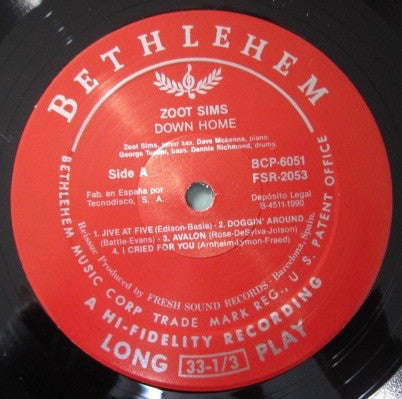 BETHLEHEM
ZOOT SIMS
DOWN HOME
Zoot Sims, tenor sax. Dave Mckenna, piano.
George Tucker, bass. Dannie Richmond, drums.
Side A
BCP-6051
FSR-2053
Fab. en España por
Tecnodisco, S. A.
Depósito Legal
B-4511-1990
1. JIVE AT FIVE (Edison-Basie) - 2. DOGGIN' AROUND
(Battle-Evans) - 3. AVALON (Rose-DeSylva-Jolson)
4. I CRIED FOR YOU (Arnheim-Lymon-Freed)
Reissue Produced by FRESH SOUND RECORDS - Barcelona, Spain.
BETHLEHEM MUSIC CORP TRADE MARK REG., U. S. PATENT OFFICE
A HI-FIDELITY RECORDING
LONG 33-1/3 PLAY